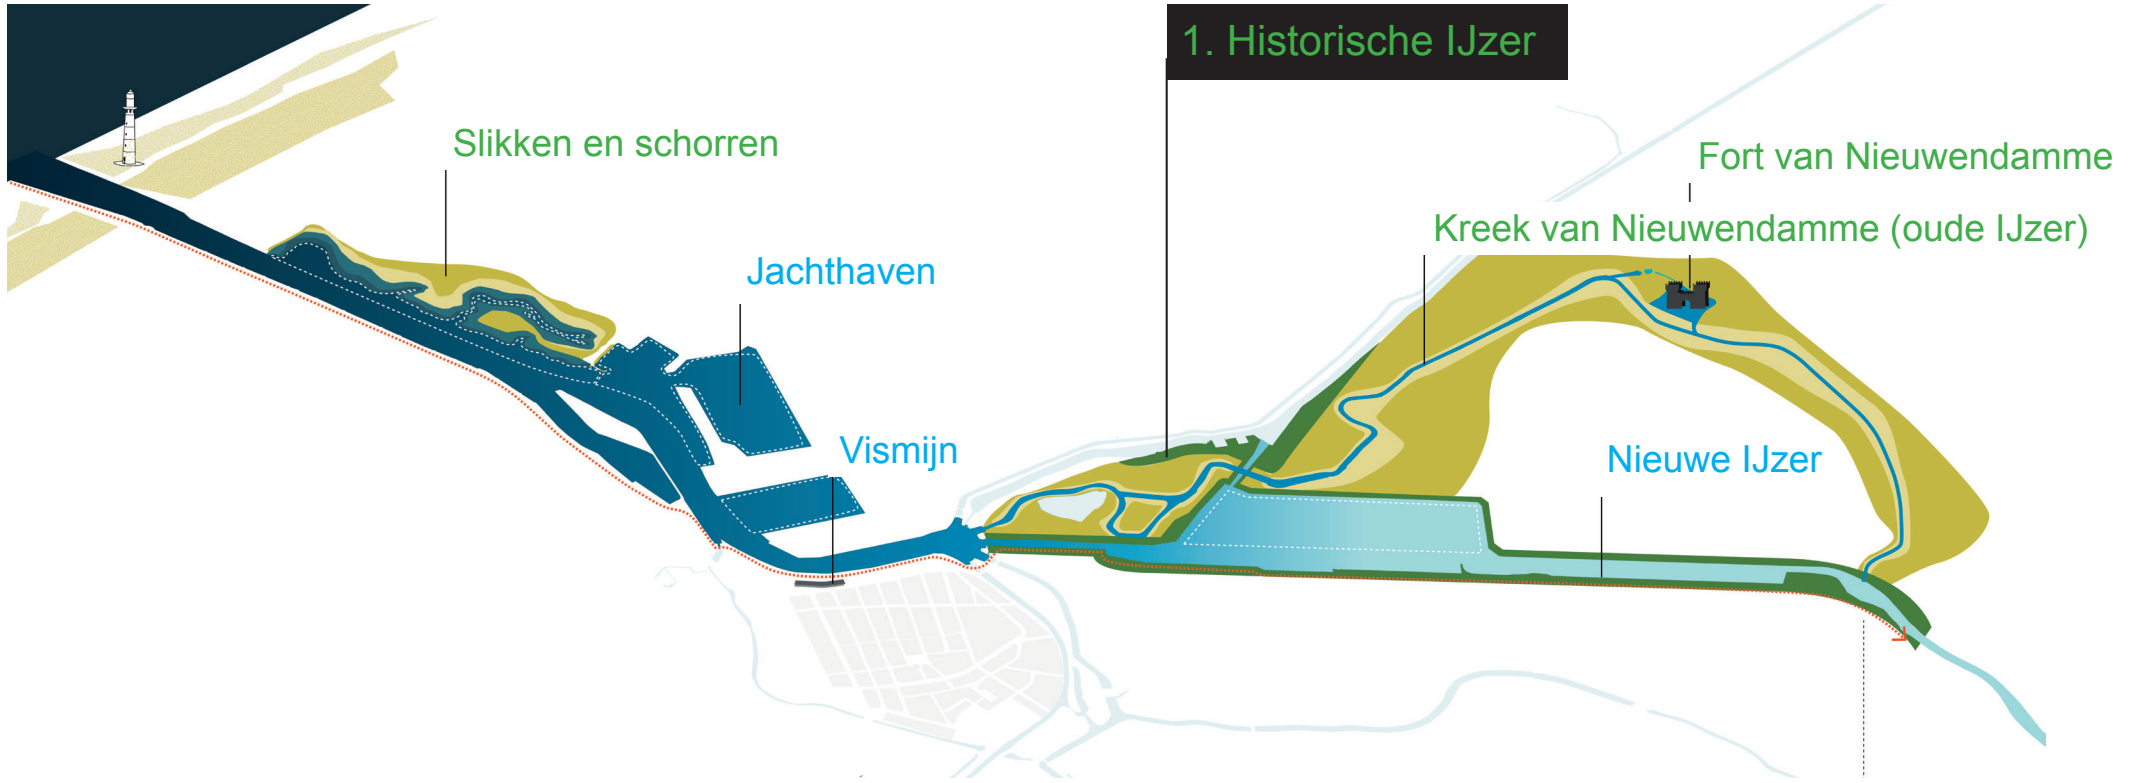 1. Historische IJzer
Slikken en schorren
Fort van Nieuwendamme
Kreek van Nieuwendamme (oude IJzer)
Jachthaven
Vismijn
Nieuwe IJzer